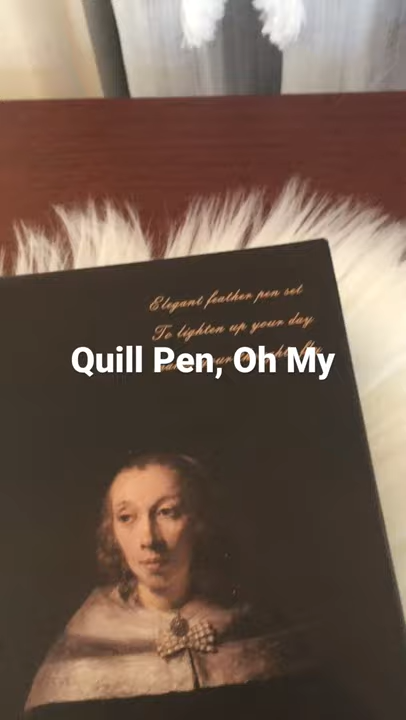 Elegant feather pen set
To lighten up your day
Quill Pen, Oh My